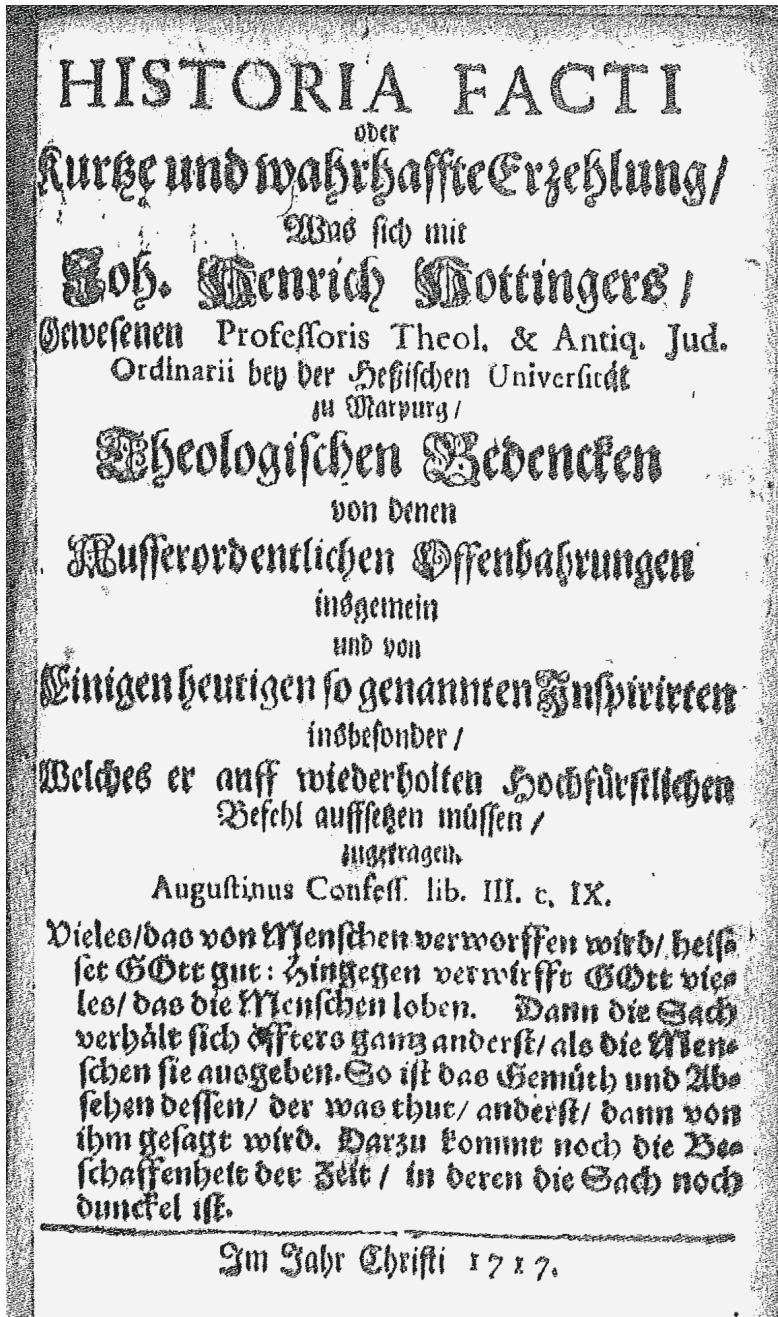 HISTORIA FACTI
oder
Kurtze und wahrhaffte Erzehlung/
Was sich mit
Joh. Henrich Hottingers/
Gewesenen Professoris Theol. & Antiq. Jud.
Ordinarii bey der Heßischen Universität
zu Marpurg/
Theologischen Bedencken
von denen
Ausserordentlichen Offenbahrungen
insgemein
und von
Einigen heutigen so genannten Inspirirten
insbesonder/
Welches er auff wiederholten Hochfürstlichen
Befehl auffsetzen müssen/
zugetragen.
Augustinus Confess. lib. III. c. IX.
Vieles/das von Menschen verworffen wird/ heis-
set GOtt gut: Hingegen verwirfft GOtt vie-
les/ das die Menschen loben. Dann die Sach
verhält sich öffters gantz anderst/ als die Men-
schen sie ausgeben. So ist das Gemüth und Ab-
sehen dessen/ der was thut/ anderst/ dann von
ihm gesagt wird. Darzu kommt noch die Be-
schaffenheit der Zeit/ in deren die Sach noch
dunckel ist.
Im Jahr Christi 1717.